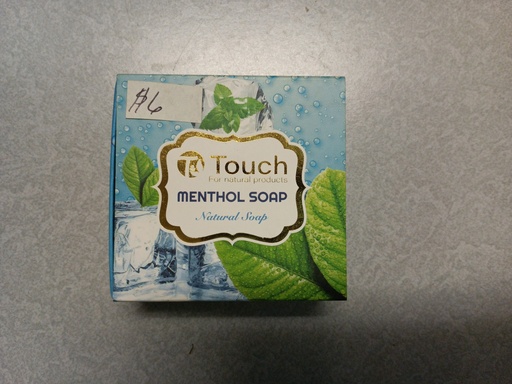 $6
Touch
For natural products
MENTHOL SOAP
Natural Soap